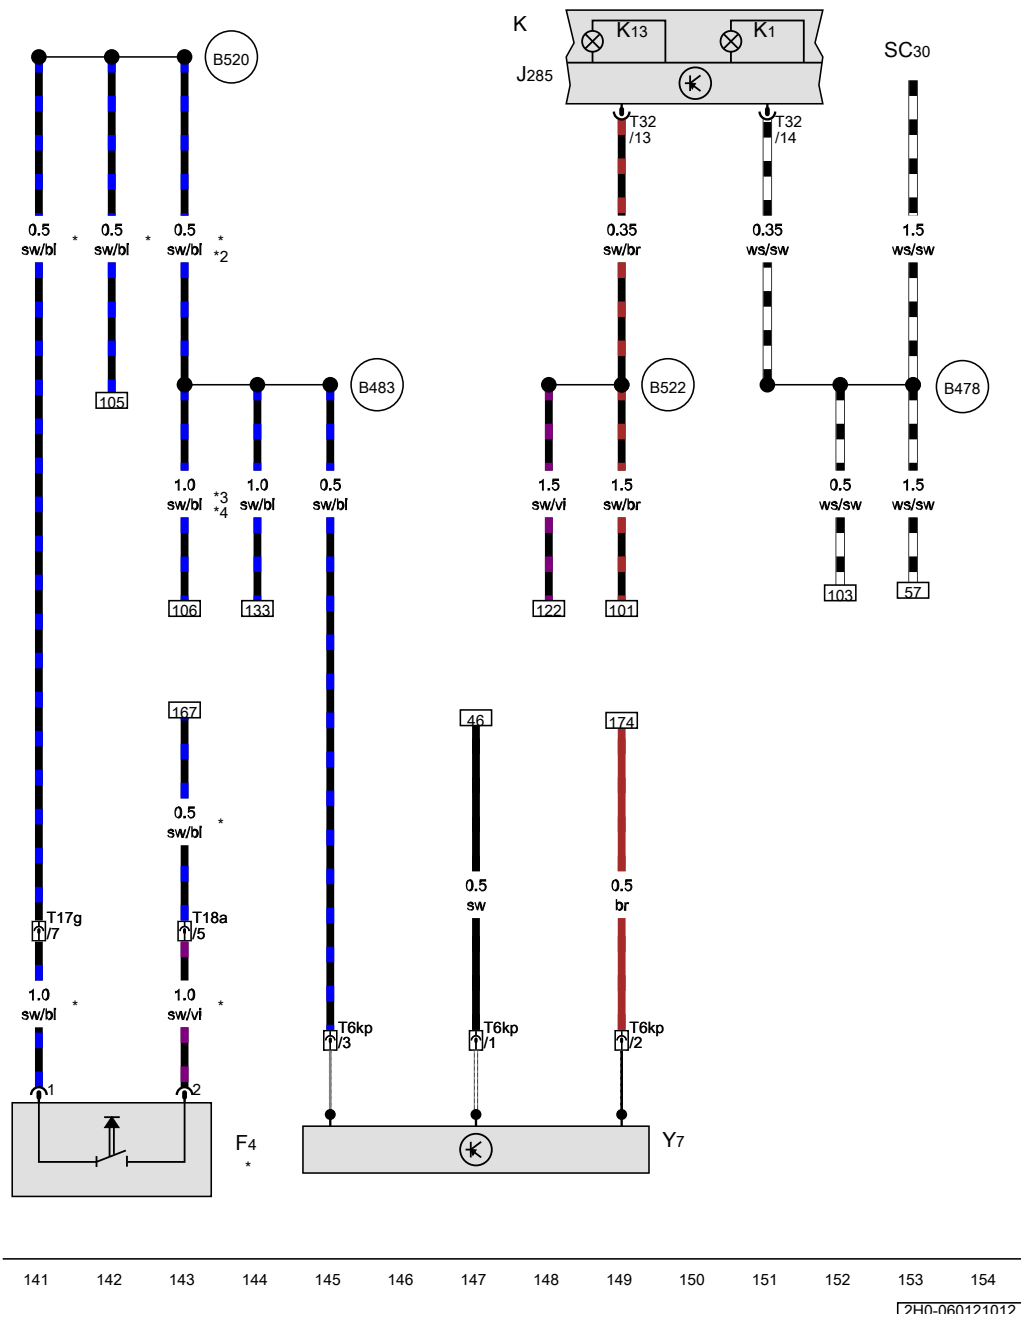 B520
K
K13
K1
J285
SC30
T32
/13
T32
/14
0.5
sw/bl
*
0.5
sw/bl
*
0.5
sw/bl
*
*2
0.35
sw/br
0.35
ws/sw
1.5
ws/sw
105
B483
B522
B478
1.0
sw/bl
*3
*4
1.0
sw/bl
0.5
sw/bl
1.5
sw/vi
1.5
sw/br
0.5
ws/sw
1.5
ws/sw
106
133
122
101
103
57
167
46
174
0.5
sw/bl
*
0.5
sw
0.5
br
T17g
/7
T18a
/5
1.0
sw/bl
*
1.0
sw/vi
*
T6kp
/3
T6kp
/1
T6kp
/2
1
2
F4
*
Y7
141 142 143 144 145 146 147 148 149 150 151 152 153 154
2H0-060121012